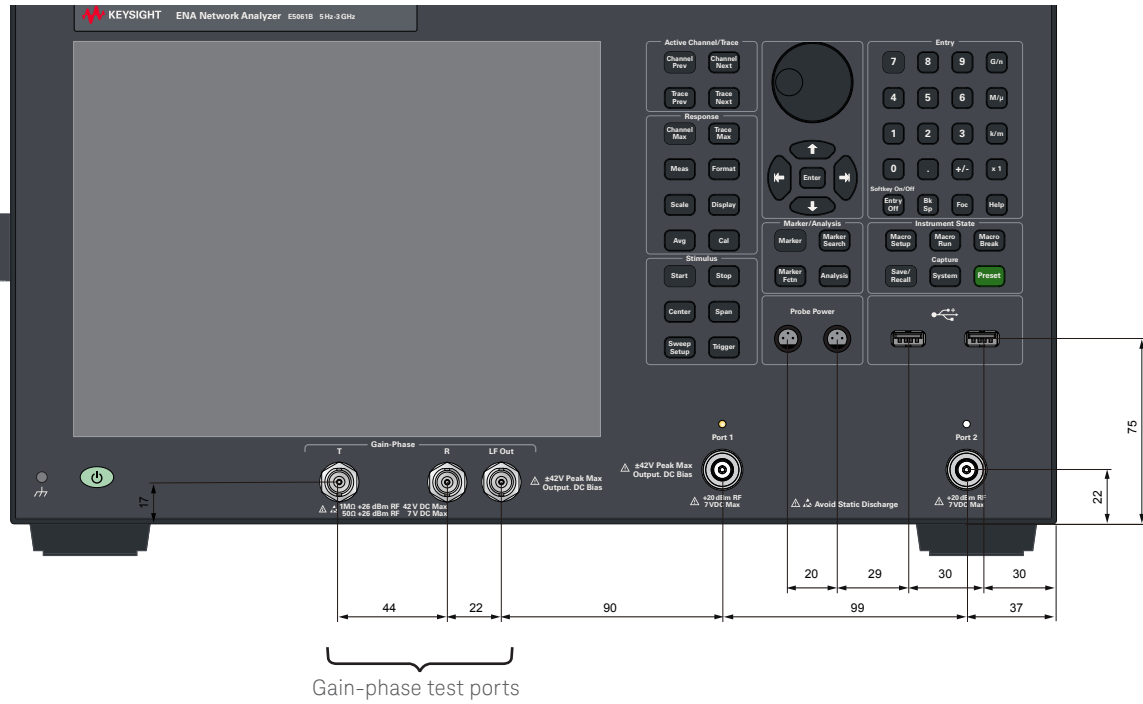 KEYSIGHT ENA Network Analyzer E5061B 5 Hz-3 GHz
Active Channel/Trace
Channel Prev
Channel Next
Trace Prev
Trace Next
Response
Channel Max
Trace Max
Meas
Format
Scale
Display
Avg
Cal
Stimulus
Start
Stop
Center
Span
Sweep Setup
Trigger
Enter
Marker/Analysis
Marker
Marker Search
Marker Fctn
Analysis
Probe Power
Entry
7 8 9 G/n
4 5 6 M/µ
1 2 3 k/m
0 . +/- x 1
Softkey On/Off
Entry Off
Bk Sp
Foc
Help
Instrument State
Macro Setup
Macro Run
Macro Break
Capture
Save/ Recall
System
Preset
Gain-Phase
T
R
LF Out
±42V Peak Max
Output. DC Bias
1MΩ +26 dBm RF 42 V DC Max
50Ω +26 dBm RF 7 V DC Max
Port 1
±42V Peak Max
Output. DC Bias
+20 dBm RF
7VDC Max
Avoid Static Discharge
Port 2
+20 dBm RF
7VDC Max
17
75
22
20
29
30
30
44
22
90
99
37
Gain-phase test ports